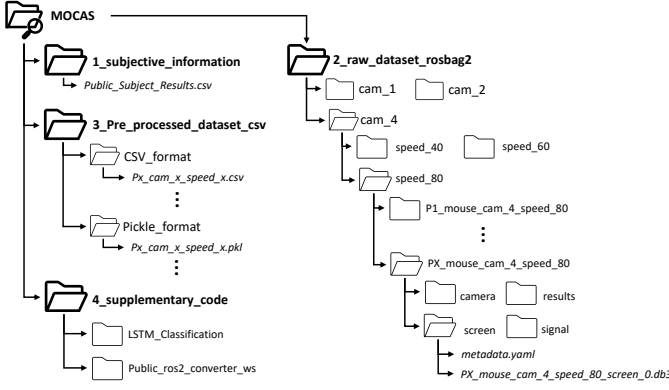 MOCAS
1_subjective_information
Public_Subject_Results.csv
3_Pre_processed_dataset_csv
CSV_format
Px_cam_x_speed_x.csv
Pickle_format
Px_cam_x_speed_x.pkl
4_supplementary_code
LSTM_Classification
Public_ros2_converter_ws
2_raw_dataset_rosbag2
cam_1 cam_2
cam_4
speed_40 speed_60
speed_80
P1_mouse_cam_4_speed_80
PX_mouse_cam_4_speed_80
camera results
screen signal
metadata.yaml
PX_mouse_cam_4_speed_80_screen_0.db3